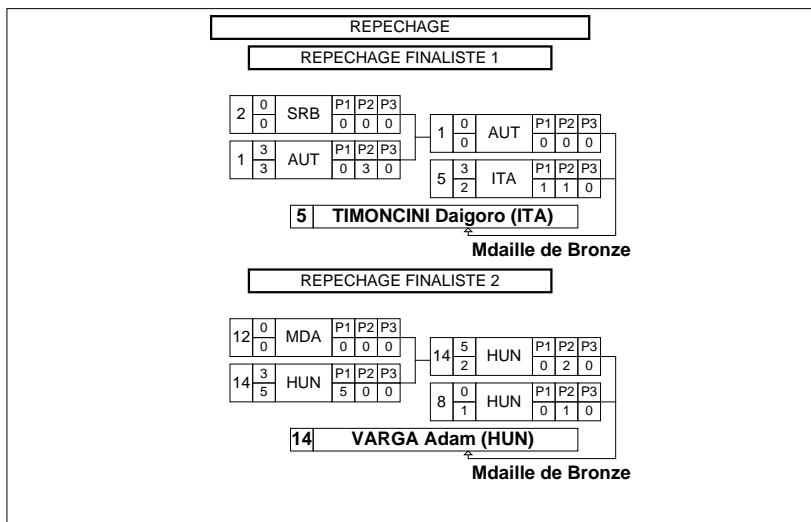 REPECHAGE
REPECHAGE FINALISTE 1
2 0 SRB P1 P2 P3
0 0 0 0
1 3 AUT P1 P2 P3
3 0 3 0
1 0 AUT P1 P2 P3
0 0 0 0
5 3 ITA P1 P2 P3
2 1 1 0
5 TIMONCINI Daigoro (ITA)
Mdaille de Bronze
REPECHAGE FINALISTE 2
12 0 MDA P1 P2 P3
0 0 0 0
14 3 HUN P1 P2 P3
5 5 0 0
14 5 HUN P1 P2 P3
2 0 2 0
8 0 HUN P1 P2 P3
1 0 1 0
14 VARGA Adam (HUN)
Mdaille de Bronze